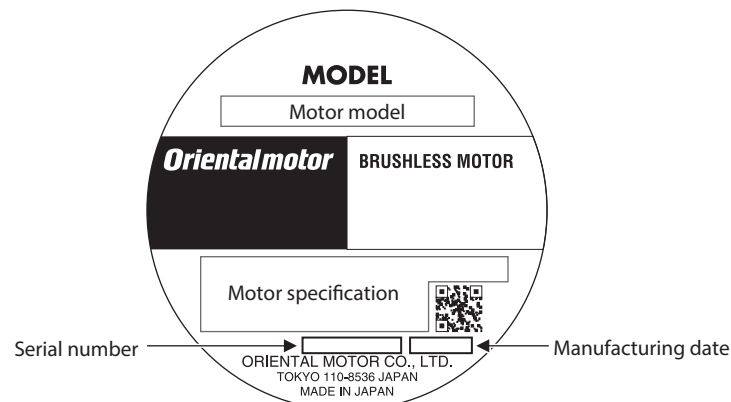 MODEL
Motor model
Orientalmotor
BRUSHLESS MOTOR
Motor specification
Serial number
Manufacturing date
ORIENTAL MOTOR CO., LTD.
TOKYO 110-8536 JAPAN
MADE IN JAPAN